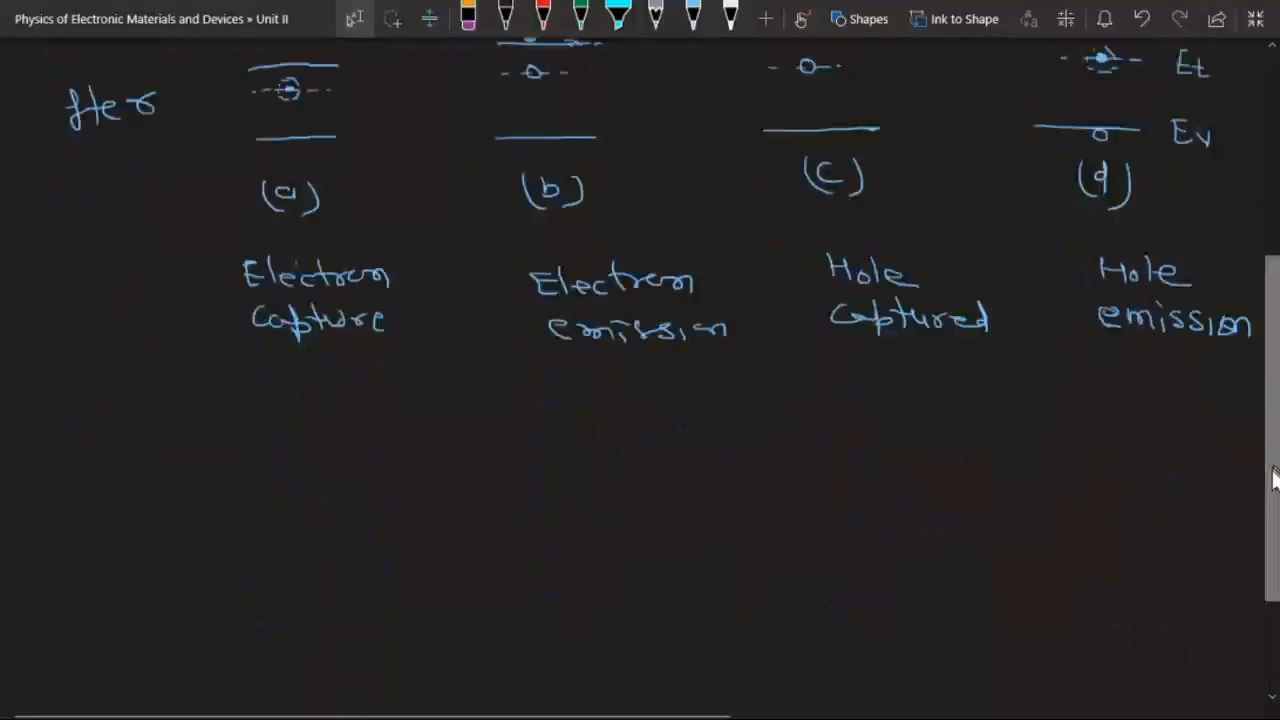 Physics of Electronic Materials and Devices » Unit II
Shapes
Ink to Shape
fter
Et
Ev
(a) (b) (c) (d)
Electron Electron Hole Hole
capture emission captured emission